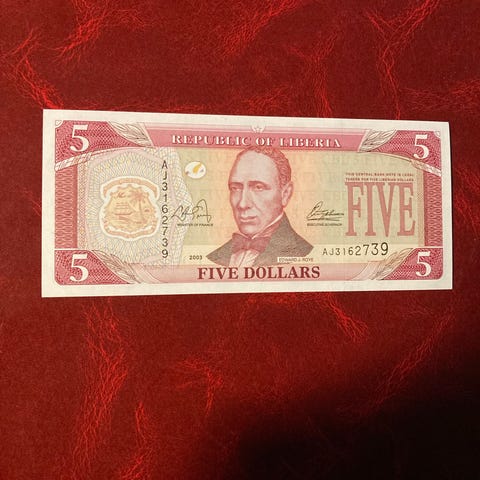 5 5
REPUBLIC OF LIBERIA
AJ3162739
THIS CENTRAL BANK NOTE IS LEGAL
TENDER FOR FIVE LIBERIAN DOLLARS
FIVE
MINISTER OF FINANCE
EXECUTIVE GOVERNOR
AJ3162739
2003
EDWARD J. ROYE
5 FIVE DOLLARS 5